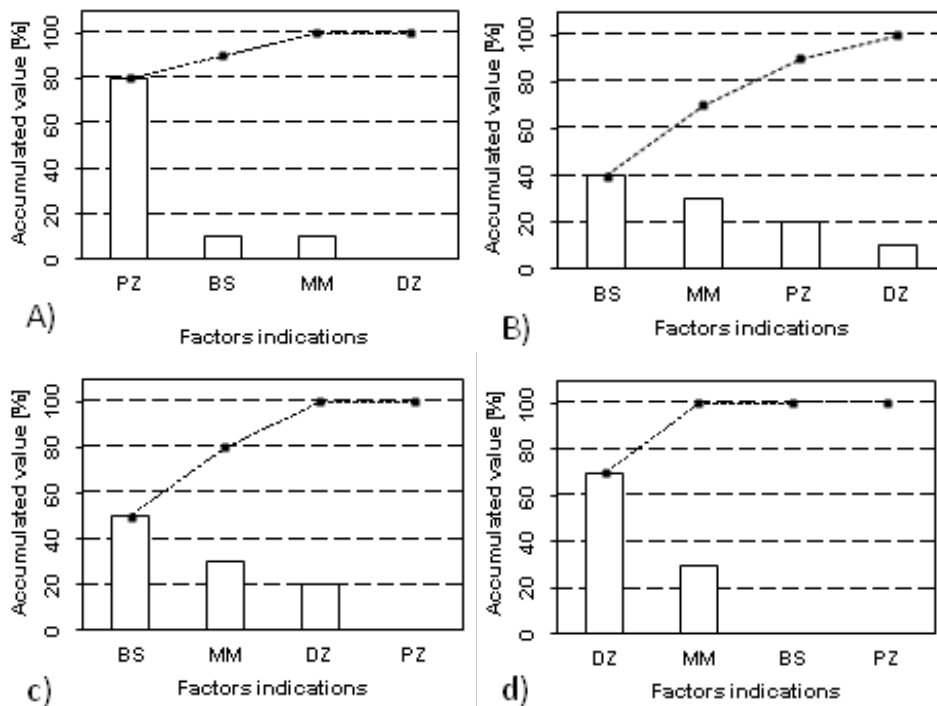 Accumulated value [%]
100
80
60
40
20
0
PZ BS MM DZ
A)
Factors indications
Accumulated value [%]
100
80
60
40
20
0
BS MM PZ DZ
B)
Factors indications
Accumulated value [%]
100
80
60
40
20
0
BS MM DZ PZ
c)
Factors indications
Accumulated value [%]
100
80
60
40
20
0
DZ MM BS PZ
d)
Factors indications